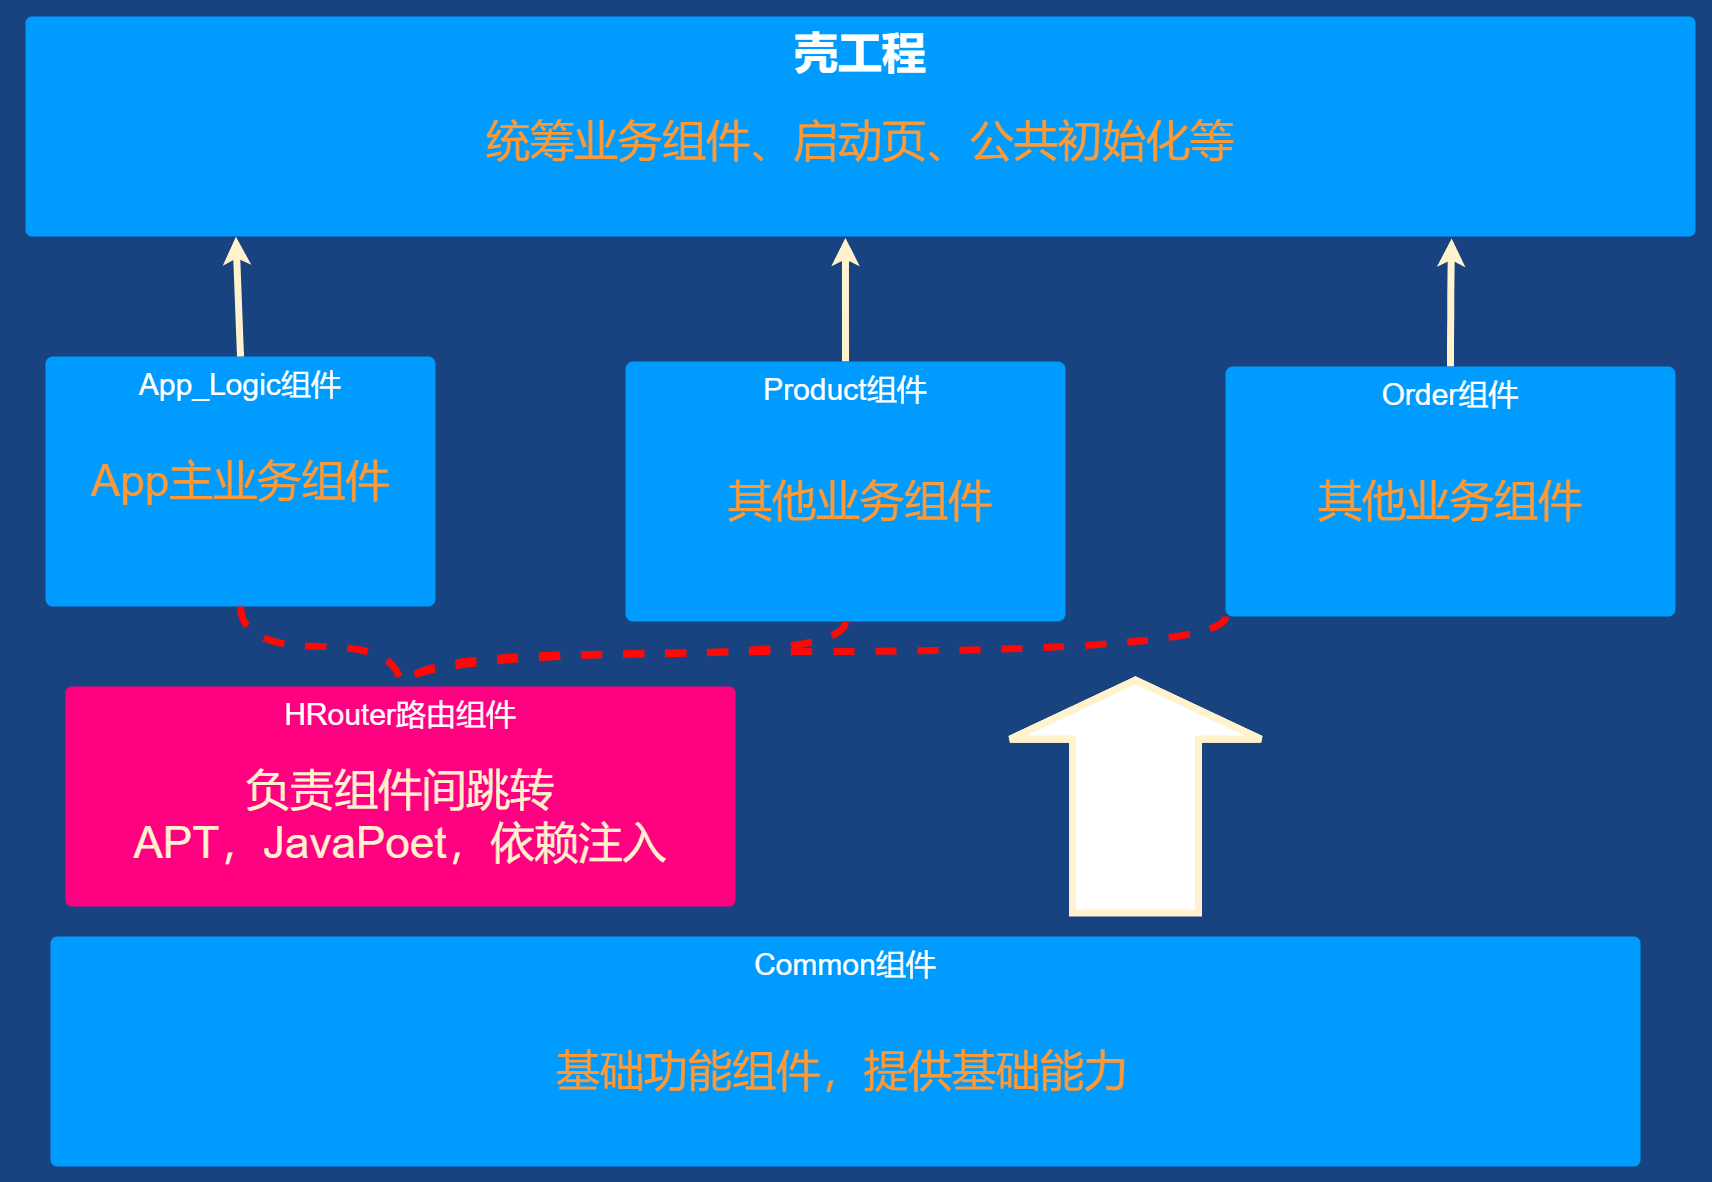 壳工程
统筹业务组件、启动页、公共初始化等
App_Logic组件
App主业务组件
Product组件
其他业务组件
Order组件
其他业务组件
HRouter路由组件
负责组件间跳转
APT，JavaPoet，依赖注入
Common组件
基础功能组件，提供基础能力